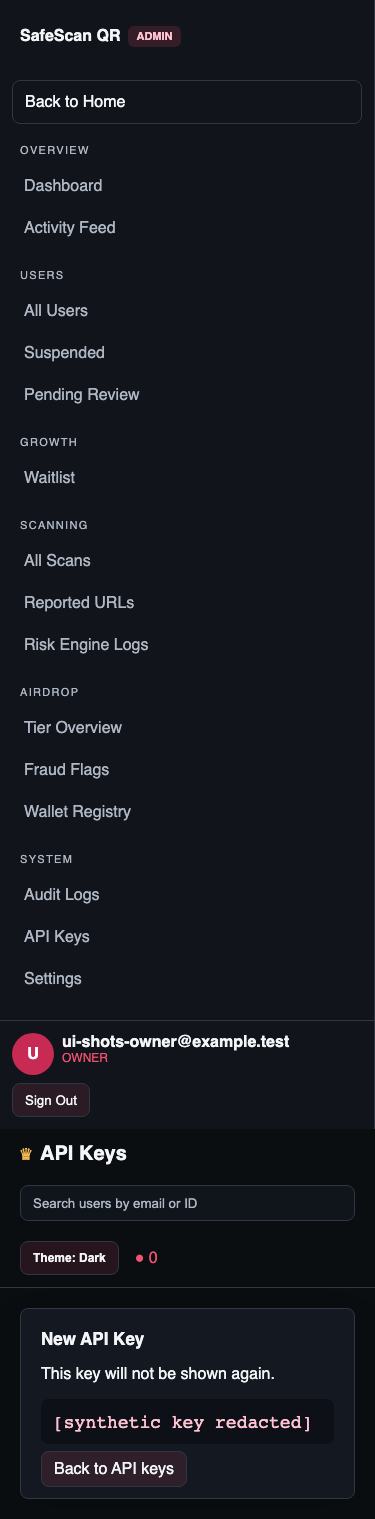 SafeScan QR ADMIN
Back to Home
OVERVIEW
Dashboard
Activity Feed
USERS
All Users
Suspended
Pending Review
GROWTH
Waitlist
SCANNING
All Scans
Reported URLs
Risk Engine Logs
AIRDROP
Tier Overview
Fraud Flags
Wallet Registry
SYSTEM
Audit Logs
API Keys
Settings
U
ui-shots-owner@example.test
OWNER
Sign Out
♛ API Keys
Search users by email or ID
Theme: Dark ● 0
New API Key
This key will not be shown again.
[synthetic key redacted]
Back to API keys